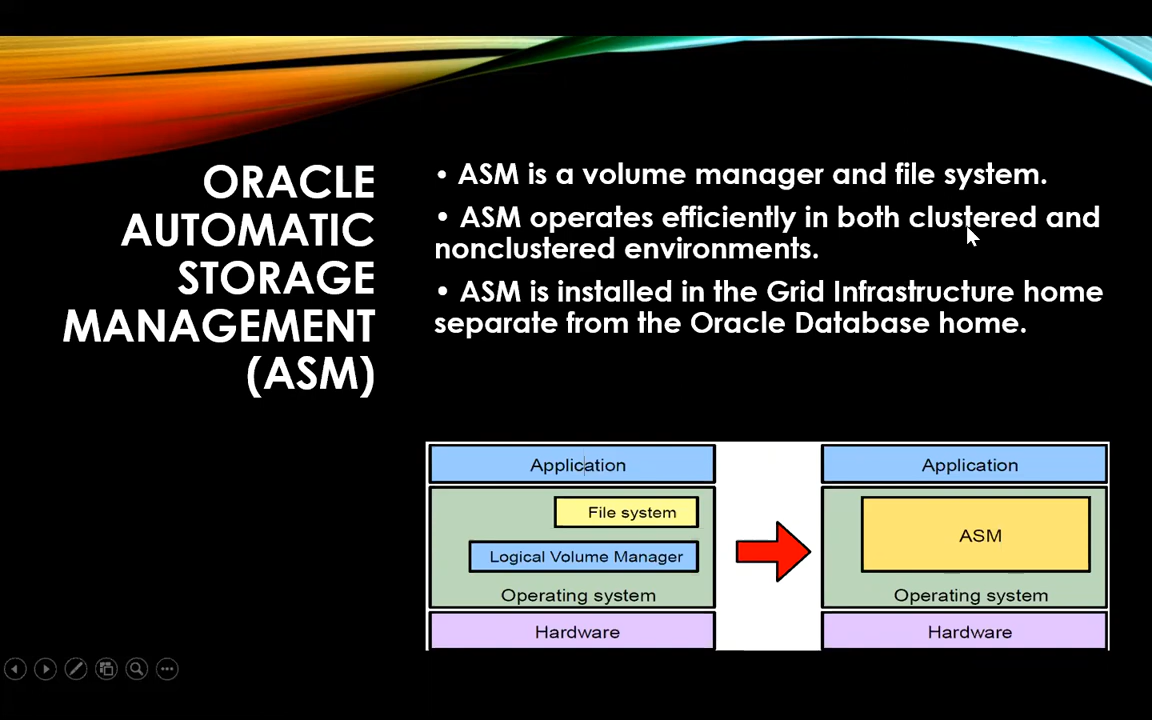 ORACLE
AUTOMATIC
STORAGE
MANAGEMENT
(ASM)
• ASM is a volume manager and file system.
• ASM operates efficiently in both clustered and
nonclustered environments.
• ASM is installed in the Grid Infrastructure home
separate from the Oracle Database home.
Application
File system
Logical Volume Manager
Operating system
Hardware
Application
ASM
Operating system
Hardware